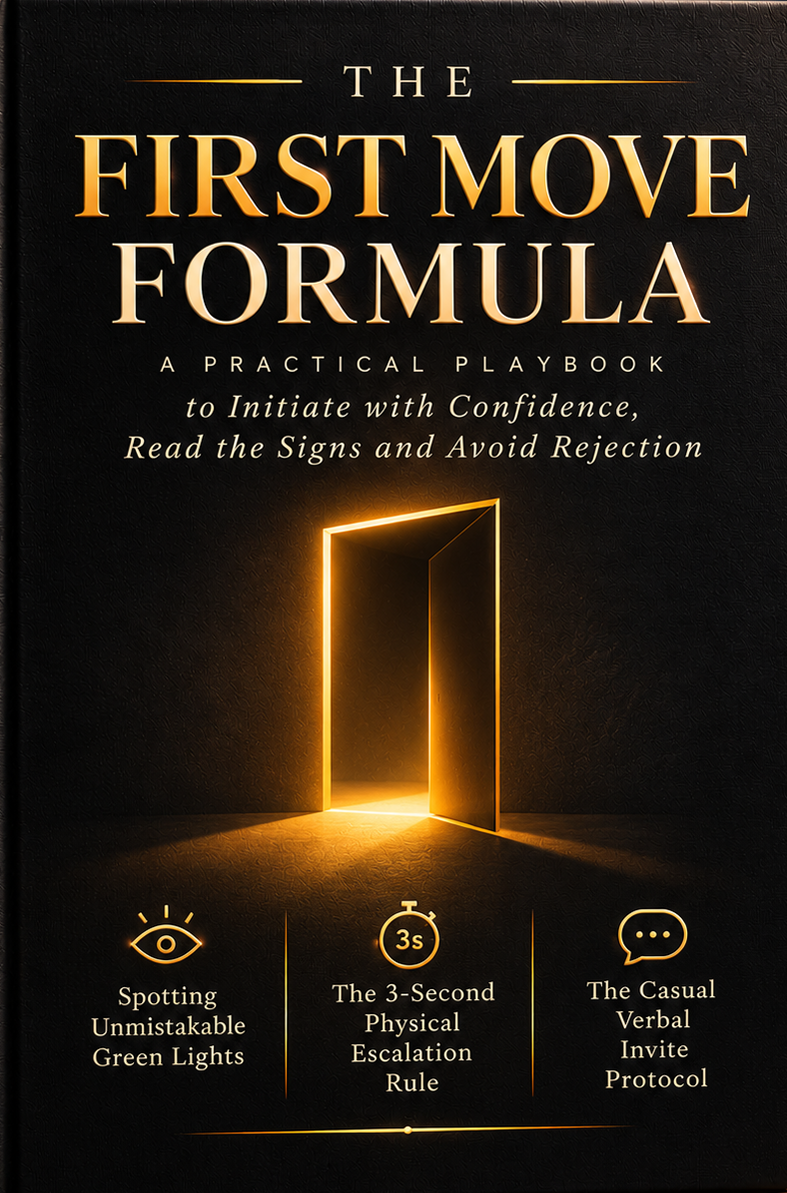 THE
FIRST MOVE
FORMULA
A PRACTICAL PLAYBOOK
to Initiate with Confidence,
Read the Signs and Avoid Rejection
Spotting
Unmistakable
Green Lights
3s
The 3-Second
Physical
Escalation
Rule
The Casual
Verbal
Invite
Protocol